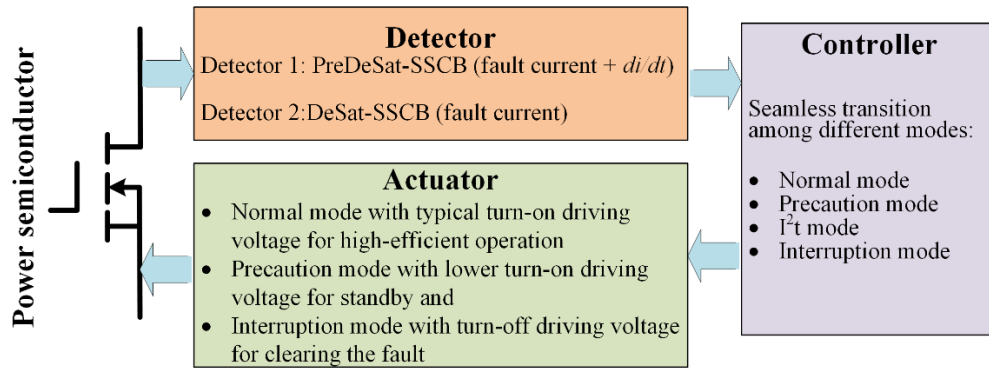 Power semiconductor
Detector
Detector 1: PreDeSat-SSCB (fault current + di/dt)
Detector 2:DeSat-SSCB (fault current)
Controller
Seamless transition
among different modes:
• Normal mode
• Precaution mode
• I²t mode
• Interruption mode
Actuator
• Normal mode with typical turn-on driving
voltage for high-efficient operation
• Precaution mode with lower turn-on driving
voltage for standby and
• Interruption mode with turn-off driving voltage
for clearing the fault